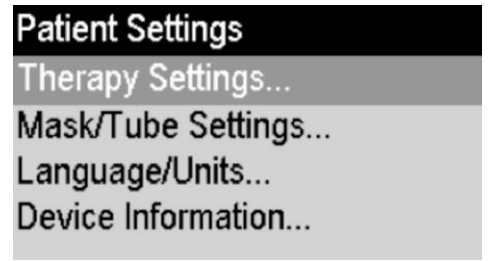 Patient Settings
Therapy Settings...
Mask/Tube Settings...
Language/Units...
Device Information...